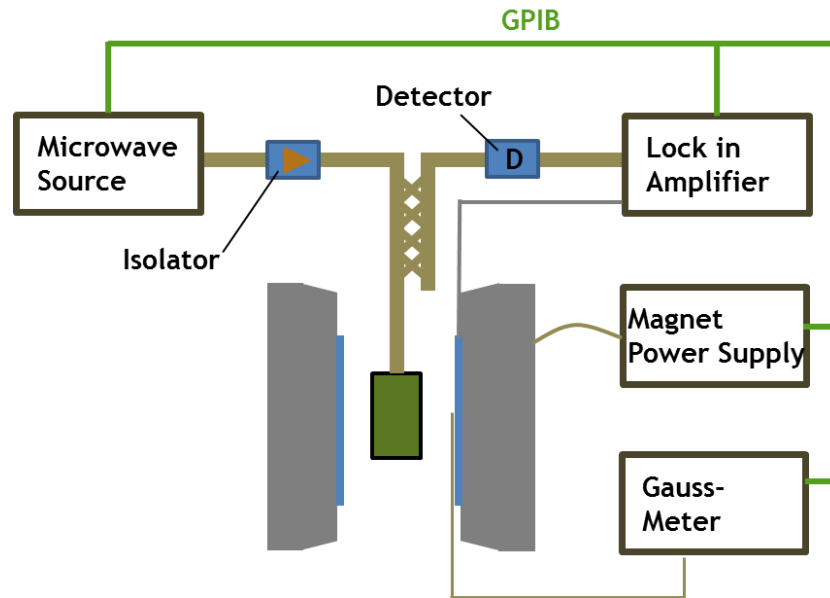 GPIB
Detector
Microwave
Source
D
Lock in
Amplifier
Isolator
Magnet
Power Supply
Gauss-
Meter